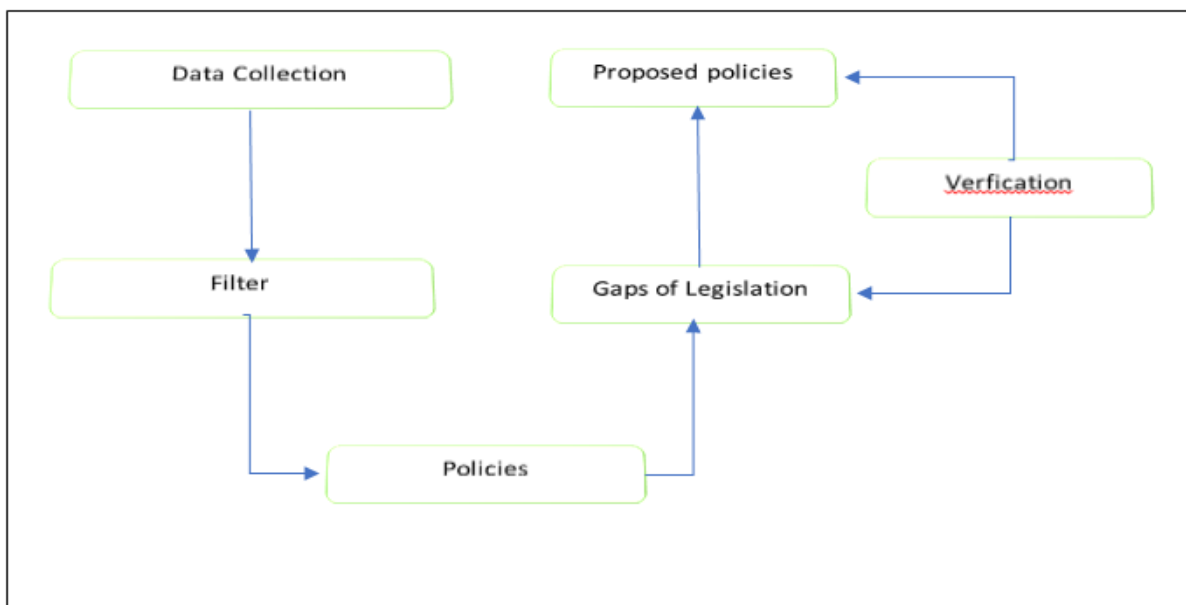 Data Collection
Proposed policies
Verfication
Filter
Gaps of Legislation
Policies